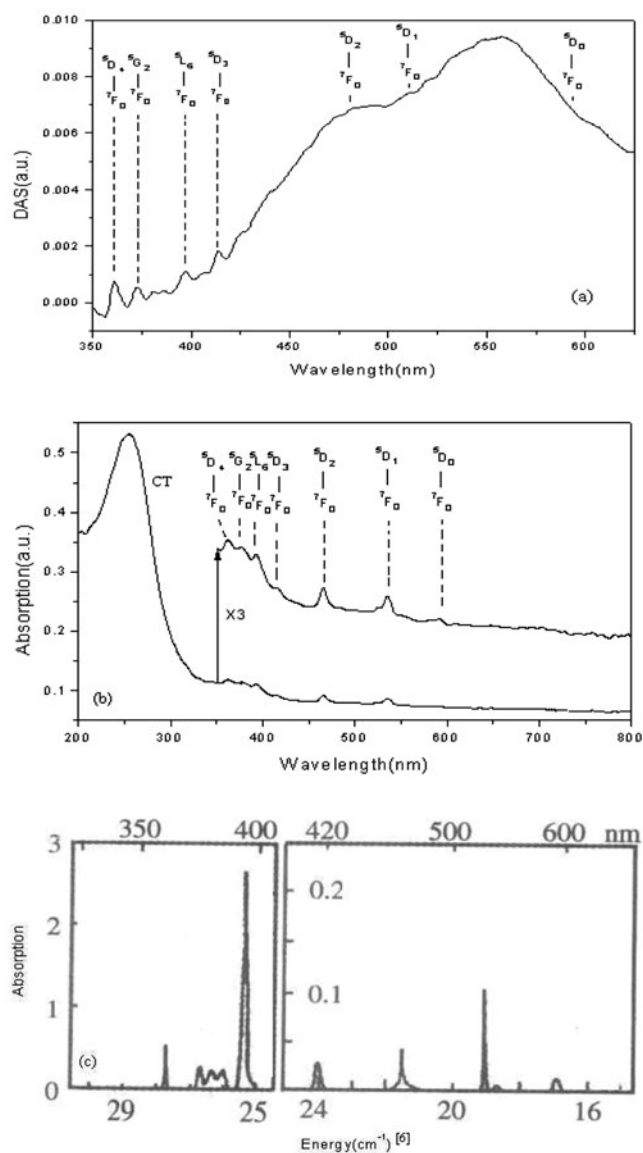 0.010
0.008
0.006
0.004
0.002
0.000
DAS(a.u.)
⁵D₄ ⁵G₂ ⁵L₆ ⁵D₃ ⁵D₂ ⁵D₁ ⁵D₀
⁷F₀ ⁷F₀ ⁷F₀ ⁷F₀ ⁷F₀ ⁷F₀ ⁷F₀
(a)
350 400 450 500 550 600
Wavelength(nm)
0.5
0.4
0.3
0.2
0.1
Absorption(a.u.)
CT
⁵D₄ ⁵G₂ ⁵L₆ ⁵D₃ ⁵D₂ ⁵D₁ ⁵D₀
⁷F₀ ⁷F₀ ⁷F₀ ⁷F₀ ⁷F₀ ⁷F₀ ⁷F₀
X3
(b)
200 300 400 500 600 700 800
Wavelength(nm)
350 400 420 500 600 nm
3
2
1
0
Absorption
0.2
0.1
0
(c)
29 25 24 20 16
Energy(cm⁻¹) [6]